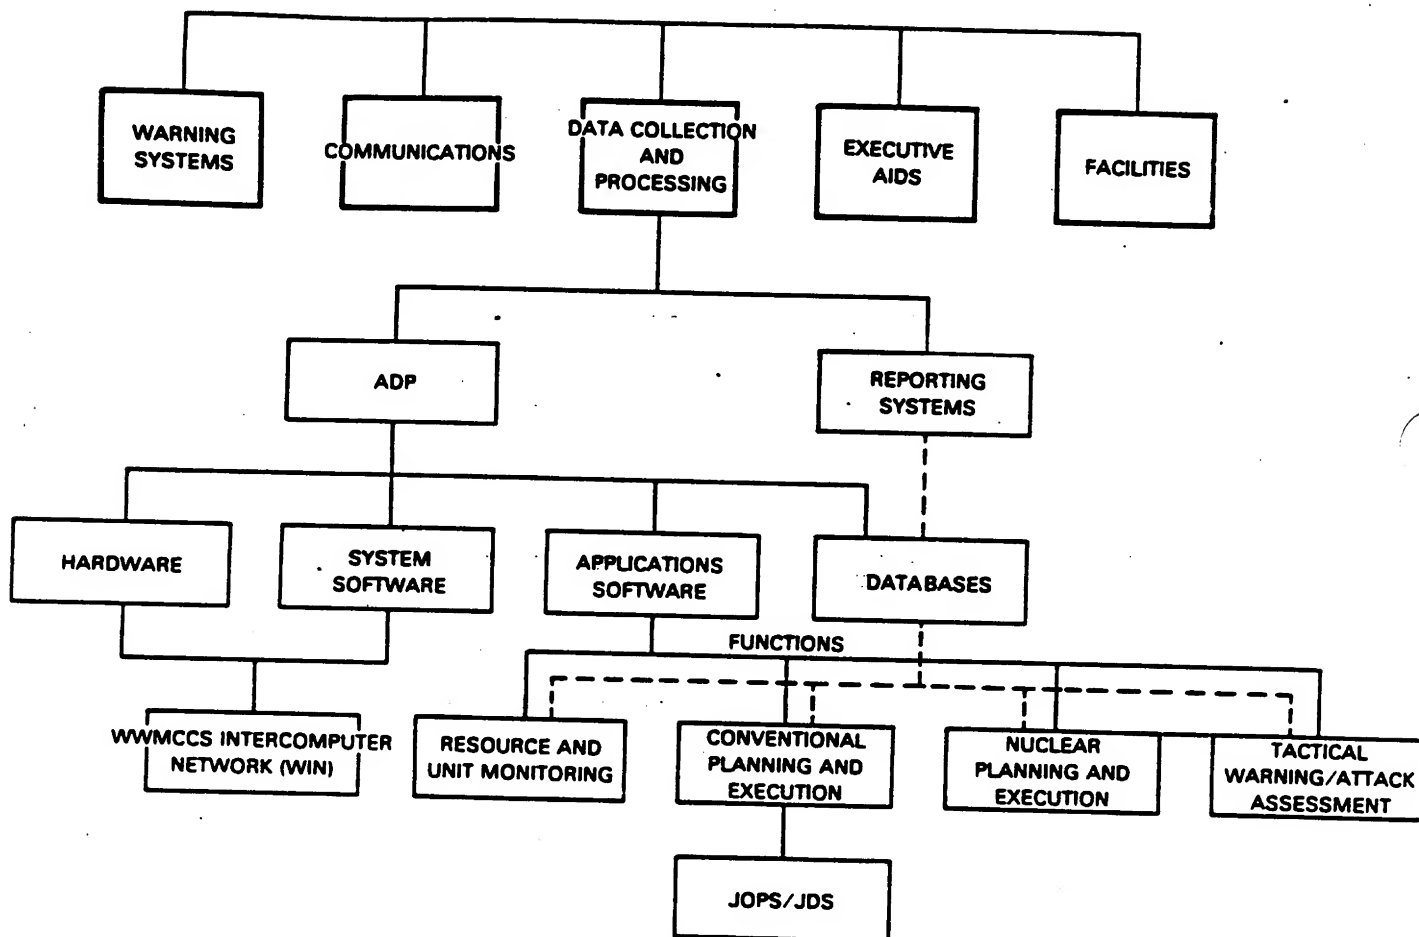 WARNING
SYSTEMS
COMMUNICATIONS
DATA COLLECTION
AND
PROCESSING
EXECUTIVE
AIDS
FACILITIES
ADP
REPORTING
SYSTEMS
HARDWARE
SYSTEM
SOFTWARE
APPLICATIONS
SOFTWARE
DATABASES
FUNCTIONS
WWMCCS INTERCOMPUTER
NETWORK (WIN)
RESOURCE AND
UNIT MONITORING
CONVENTIONAL
PLANNING AND
EXECUTION
NUCLEAR
PLANNING AND
EXECUTION
TACTICAL
WARNING/ATTACK
ASSESSMENT
JOPS/JDS